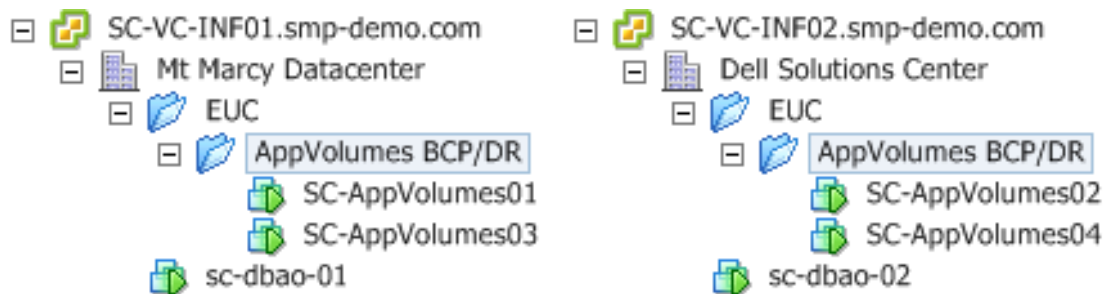 SC-VC-INF01.smp-demo.com
Mt Marcy Datacenter
EUC
AppVolumes BCP/DR
SC-AppVolumes01
SC-AppVolumes03
sc-dbao-01
SC-VC-INF02.smp-demo.com
Dell Solutions Center
EUC
AppVolumes BCP/DR
SC-AppVolumes02
SC-AppVolumes04
sc-dbao-02